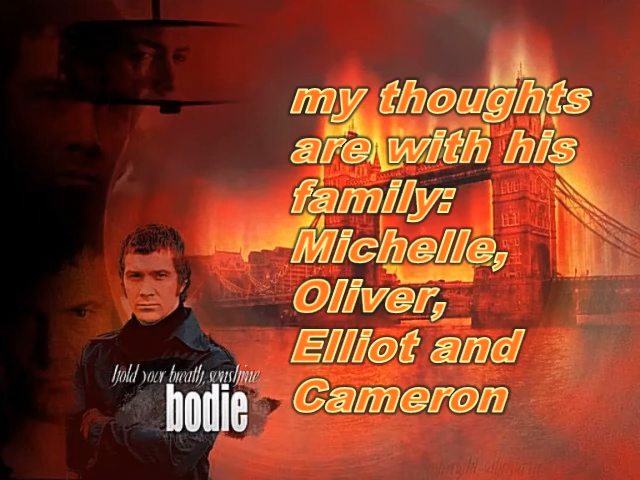 my thoughts
are with his
family:
Michelle,
Oliver,
Elliot and
Cameron
hold your breath, sunshine
bodie